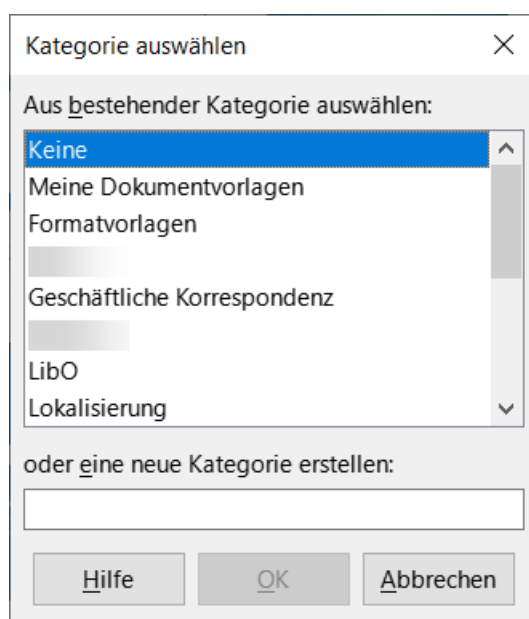 Kategorie auswählen
Aus bestehender Kategorie auswählen:
Keine
Meine Dokumentvorlagen
Formatvorlagen
Geschäftliche Korrespondenz
LibO
Lokalisierung
oder eine neue Kategorie erstellen:
Hilfe OK Abbrechen